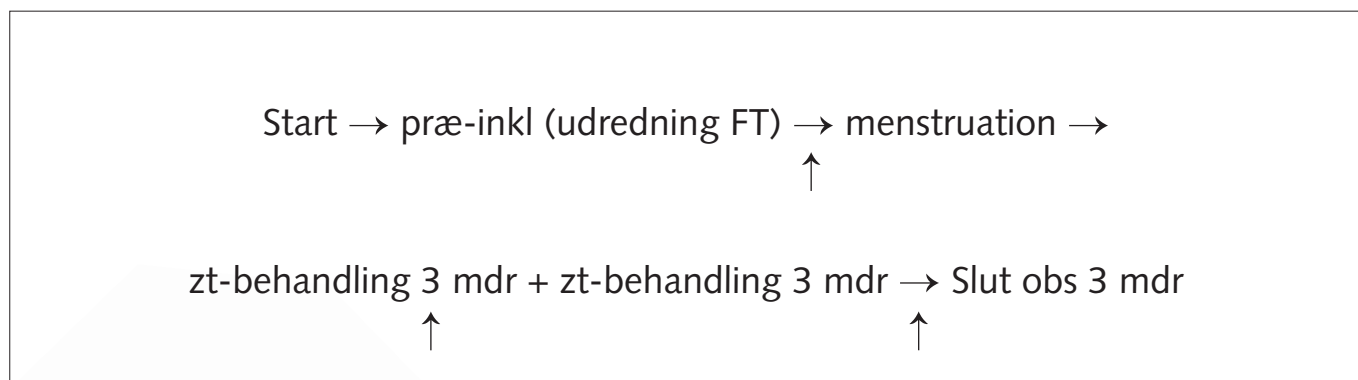 Start → præ-inkl (udredning FT) → menstruation →
↑
zt-behandling 3 mdr + zt-behandling 3 mdr → Slut obs 3 mdr
↑ ↑